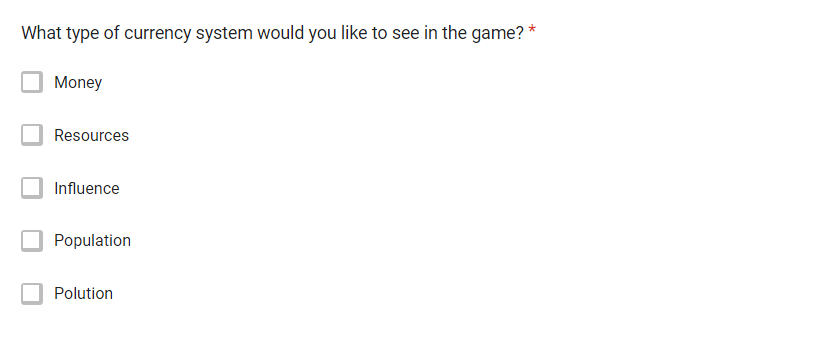 What type of currency system would you like to see in the game? *
Money
Resources
Influence
Population
Polution